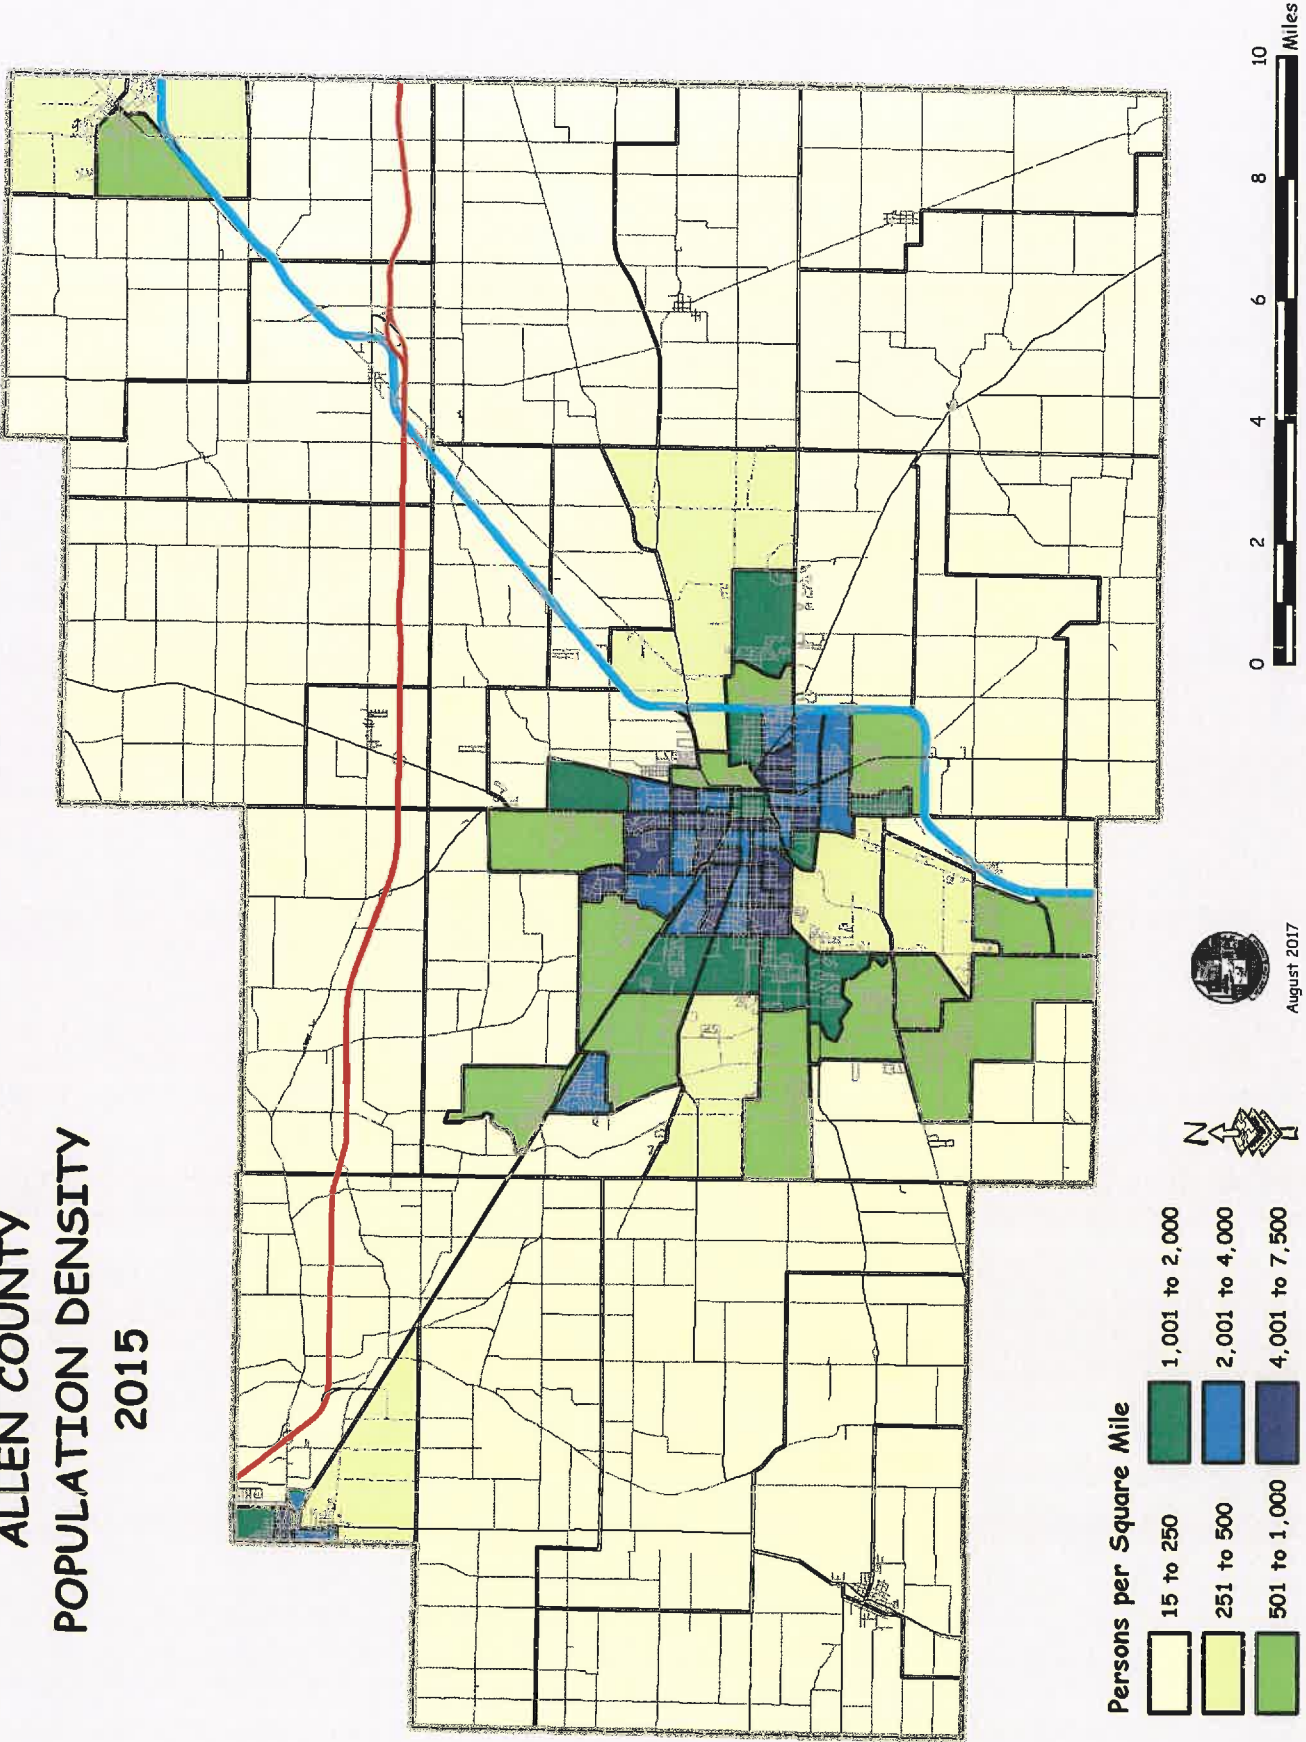 ALLEN COUNTY
POPULATION DENSITY
2015
Persons per Square Mile
15 to 250
251 to 500
501 to 1,000
1,001 to 2,000
2,001 to 4,000
4,001 to 7,500
N
August 2017
0 2 4 6 8 10
Miles